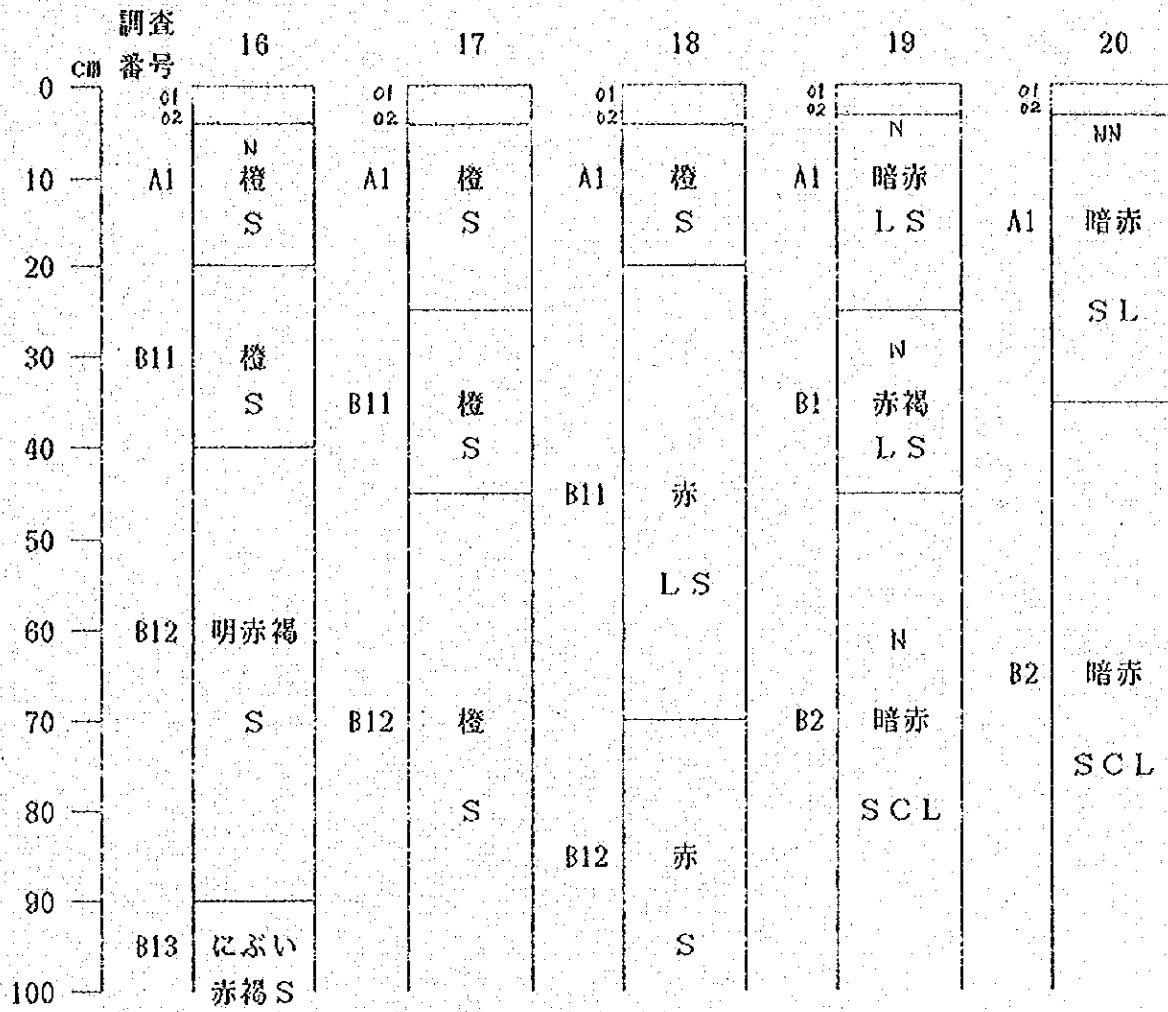 調査
16 17 18 19 20
cm 番号
0 01 01 01 01 01
02 02 02 02 02
N N NN
10 A1 橙 A1 橙 A1 橙 A1 暗赤
S S S LS A1 暗赤
20
SL
30 B11 橙 N
S B11 橙 B1 赤褐
40 S LS
B11 赤
50
LS
60 B12 明赤褐 N
B2 暗赤
70 S B12 橙 B2 暗赤
SCL
80 S SCL
B12 赤
90
B13 にぶい S
100 赤褐S